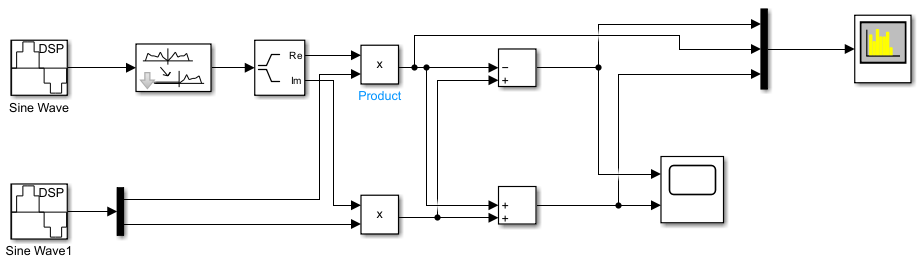 DSP
Sine Wave
Re
Im
x
Product
−
+
DSP
Sine Wave1
x
+
+